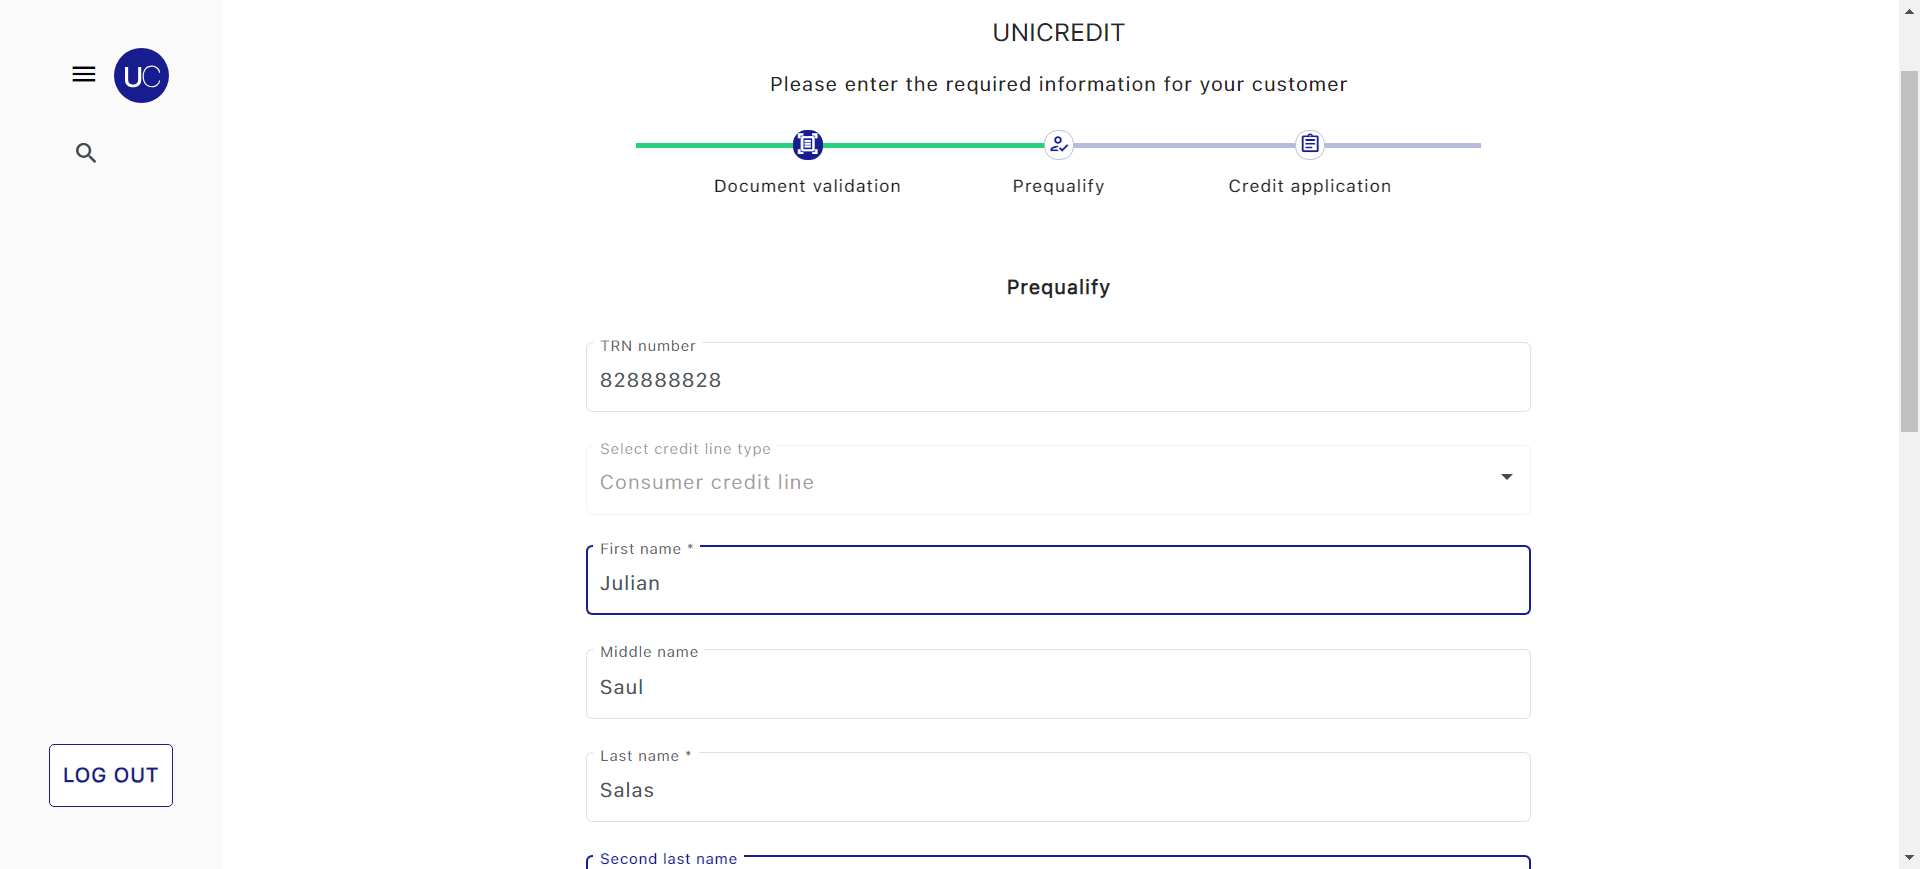 UC
UNICREDIT
Please enter the required information for your customer
Document validation
Prequalify
Credit application
Prequalify
TRN number
828888828
Select credit line type
Consumer credit line
First name *
Julian
Middle name
Saul
Last name *
Salas
Second last name
LOG OUT